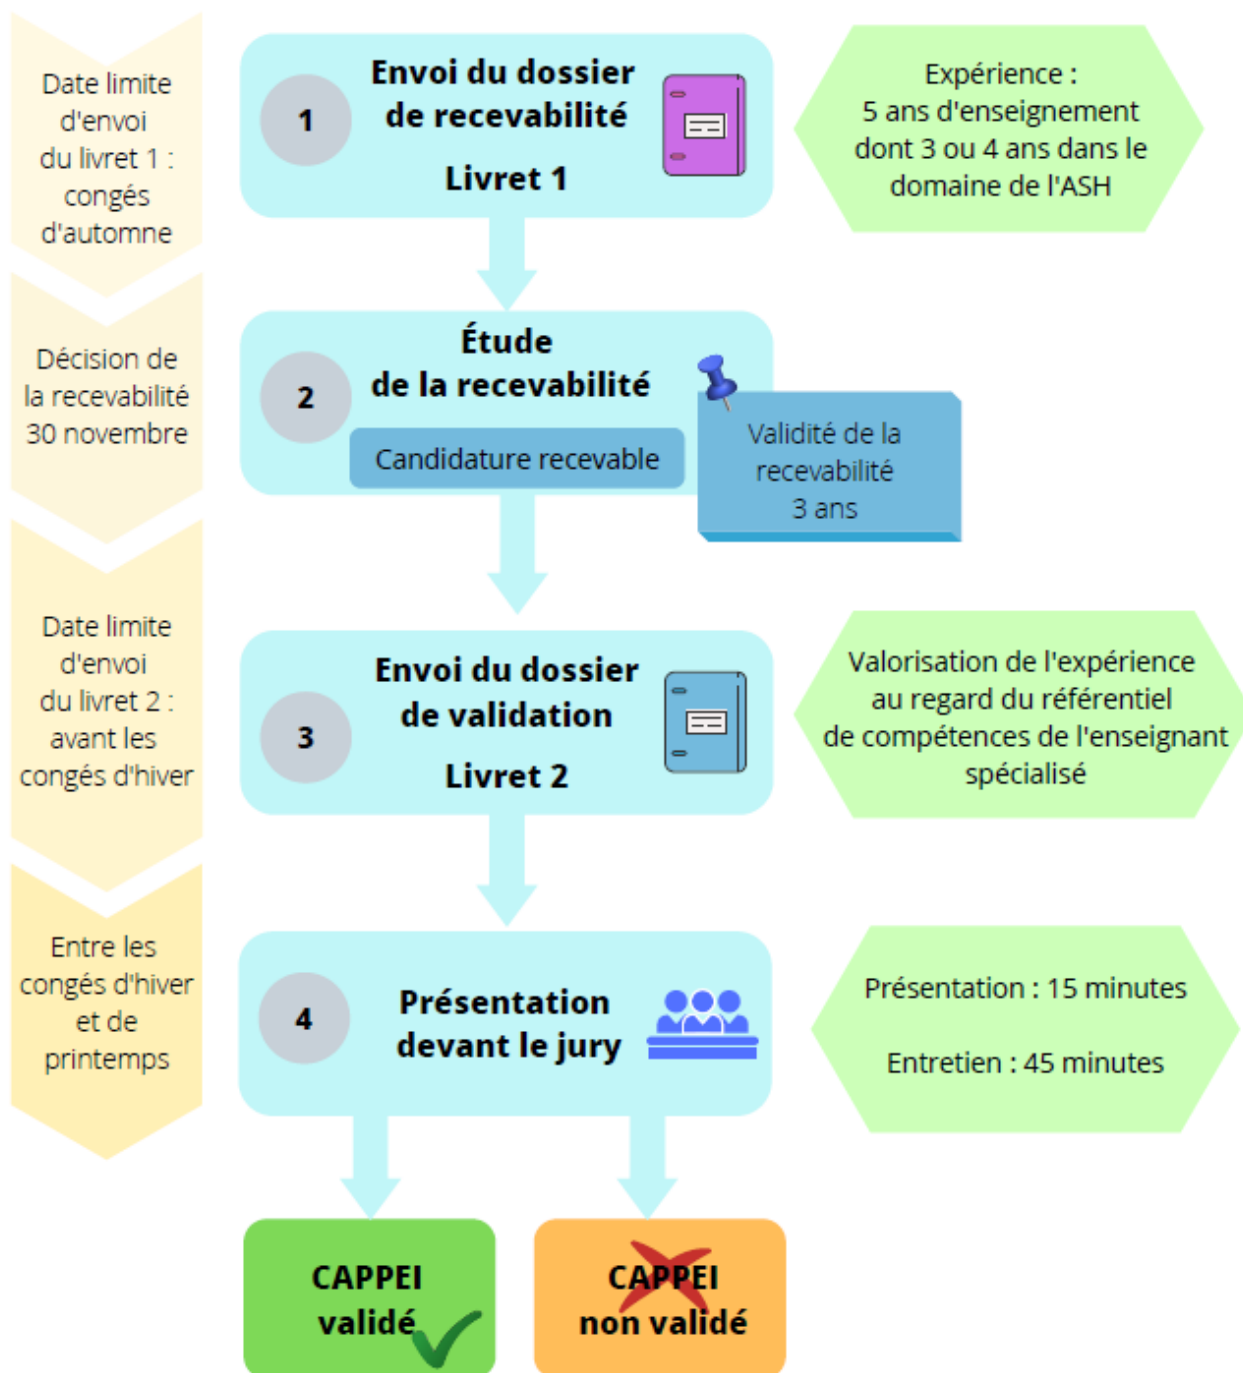 Date limite
d'envoi
du livret 1 :
congés
d'automne
1
Envoi du dossier
de recevabilité
Livret 1
Expérience :
5 ans d'enseignement
dont 3 ou 4 ans dans le
domaine de l'ASH
Décision de
la recevabilité
30 novembre
2
Étude
de la recevabilité
Candidature recevable
Validité de la
recevabilité
3 ans
Date limite
d'envoi
du livret 2 :
avant les
congés d'hiver
3
Envoi du dossier
de validation
Livret 2
Valorisation de l'expérience
au regard du référentiel
de compétences de l'enseignant
spécialisé
Entre les
congés d'hiver
et de
printemps
4
Présentation
devant le jury
Présentation : 15 minutes
Entretien : 45 minutes
CAPPEI
validé
CAPPEI
non validé